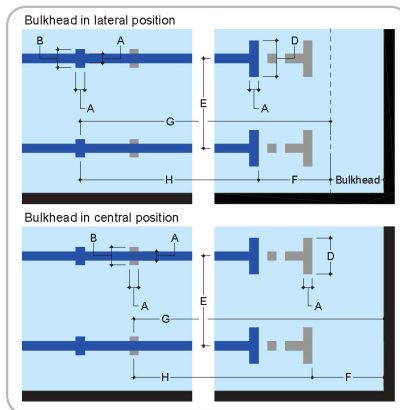 Bulkhead in lateral position
B A D
E
A A
G
H F Bulkhead
Bulkhead in central position
B A
D
E
A A
G
H F